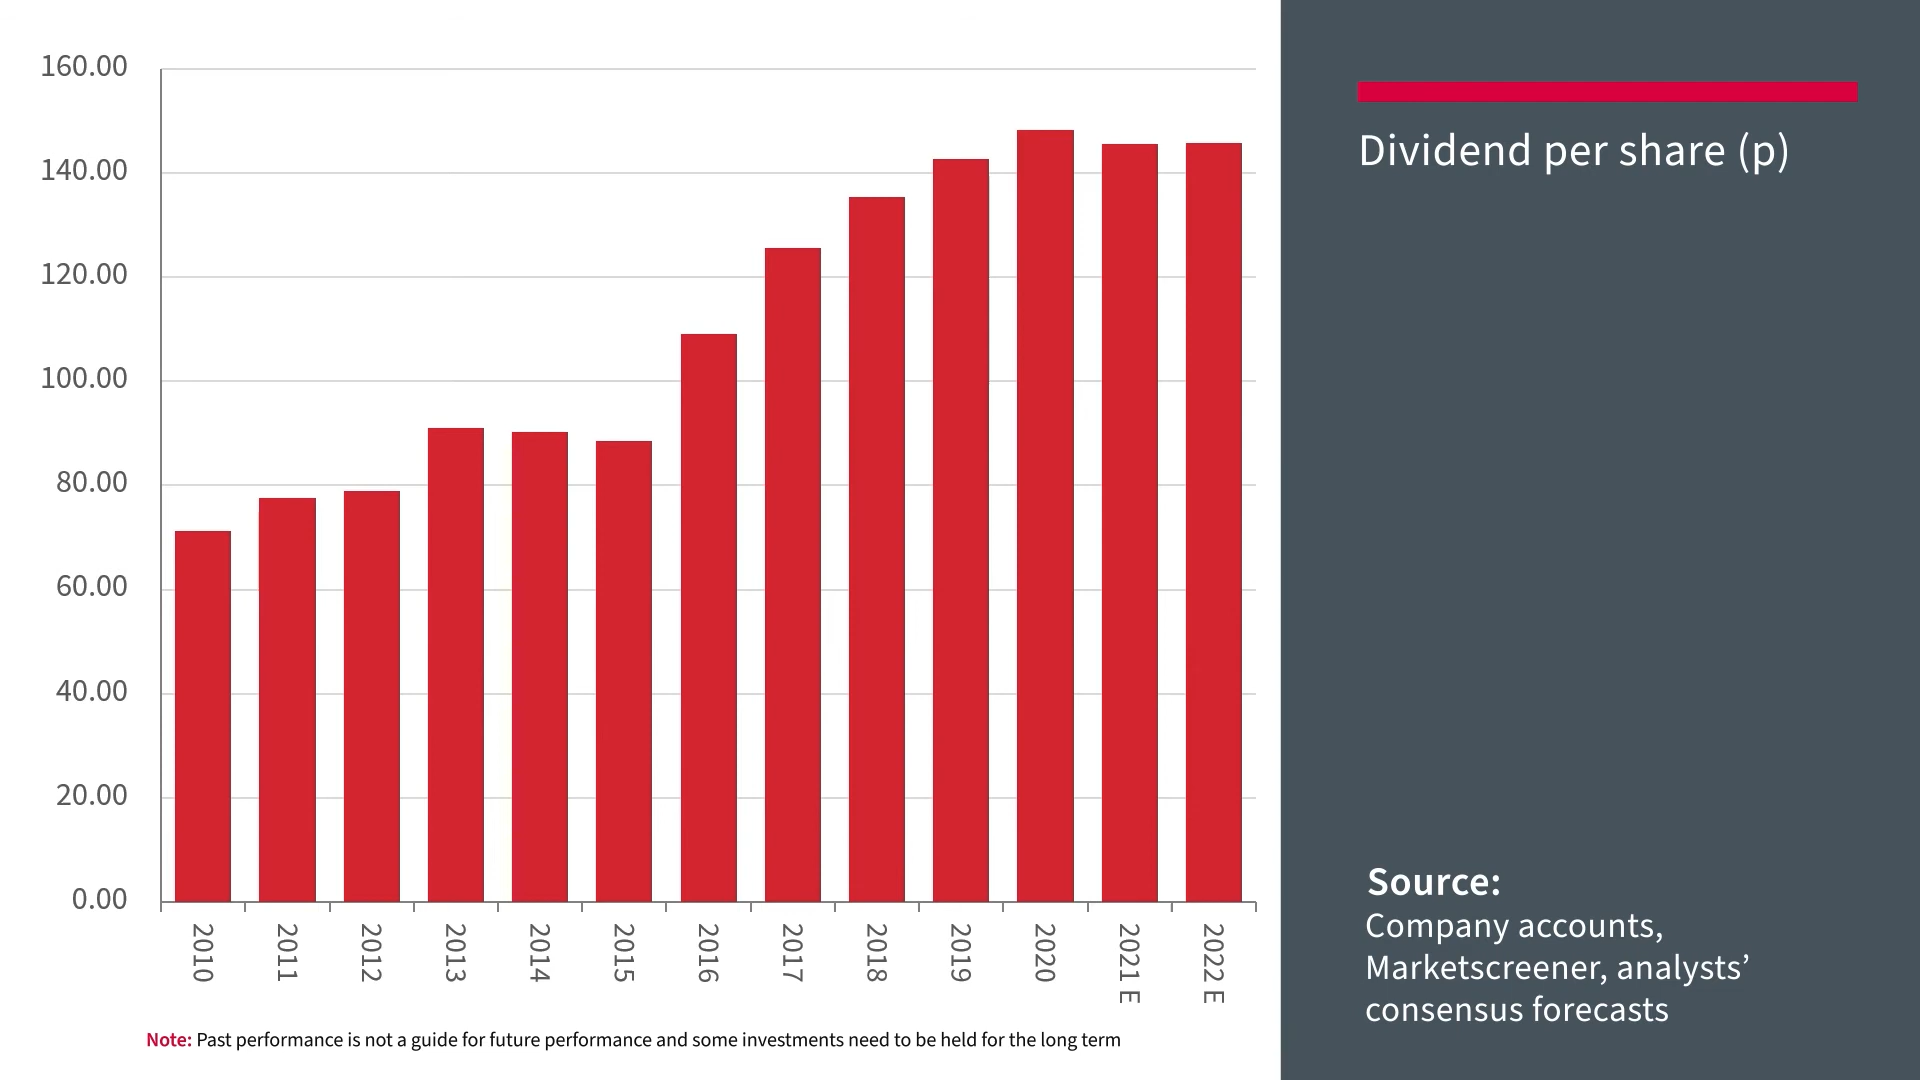 160.00
140.00
120.00
100.00
80.00
60.00
40.00
20.00
0.00
2010
2011
2012
2013
2014
2015
2016
2017
2018
2019
2020
2021 E
2022 E
Note: Past performance is not a guide for future performance and some investments need to be held for the long term
Dividend per share (p)
Source:
Company accounts,
Marketscreener, analysts’
consensus forecasts